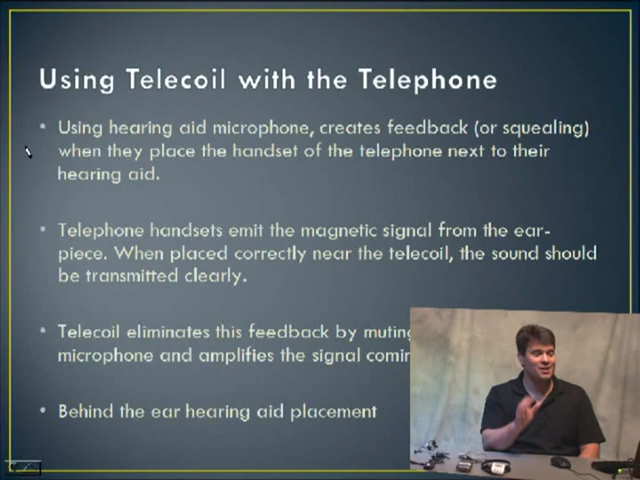 Using Telecoil with the Telephone
• Using hearing aid microphone, creates feedback (or squealing)
when they place the handset of the telephone next to their
hearing aid.
• Telephone handsets emit the magnetic signal from the ear-
piece. When placed correctly near the telecoil, the sound should
be transmitted clearly.
• Telecoil eliminates this feedback by muting
microphone and amplifies the signal
• Behind the ear hearing aid placement